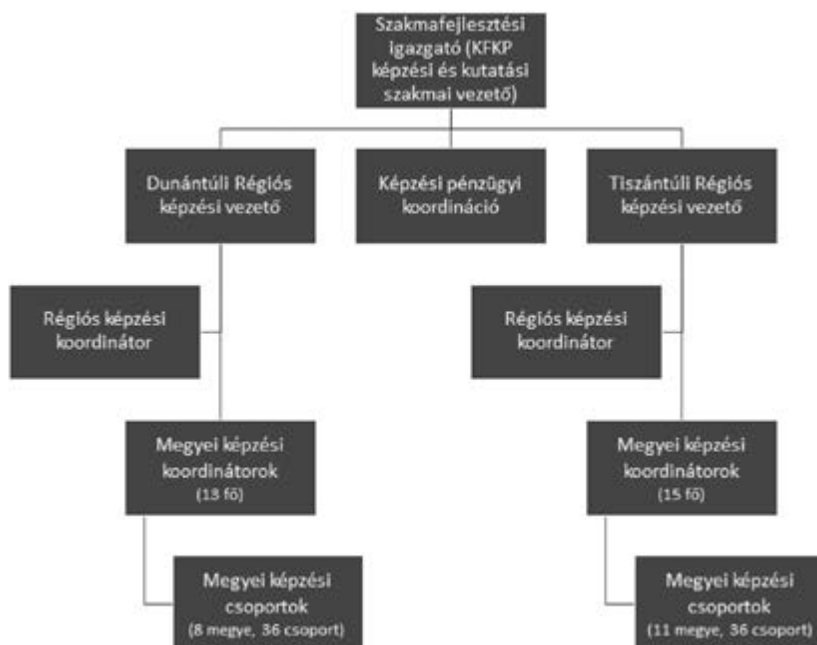 Szakmafejlesztési
igazgató (KFKP
képzési és kutatási
szakmai vezető)
Dunántúli Régiós
képzési vezető
Képzési pénzügyi
koordináció
Tiszántúli Régiós
képzési vezető
Régiós képzési
koordinátor
Régiós képzési
koordinátor
Megyei képzési
koordinátorok
(13 fő)
Megyei képzési
koordinátorok
(15 fő)
Megyei képzési
csoportok
(8 megye, 36 csoport)
Megyei képzési
csoportok
(11 megye, 36 csoport)